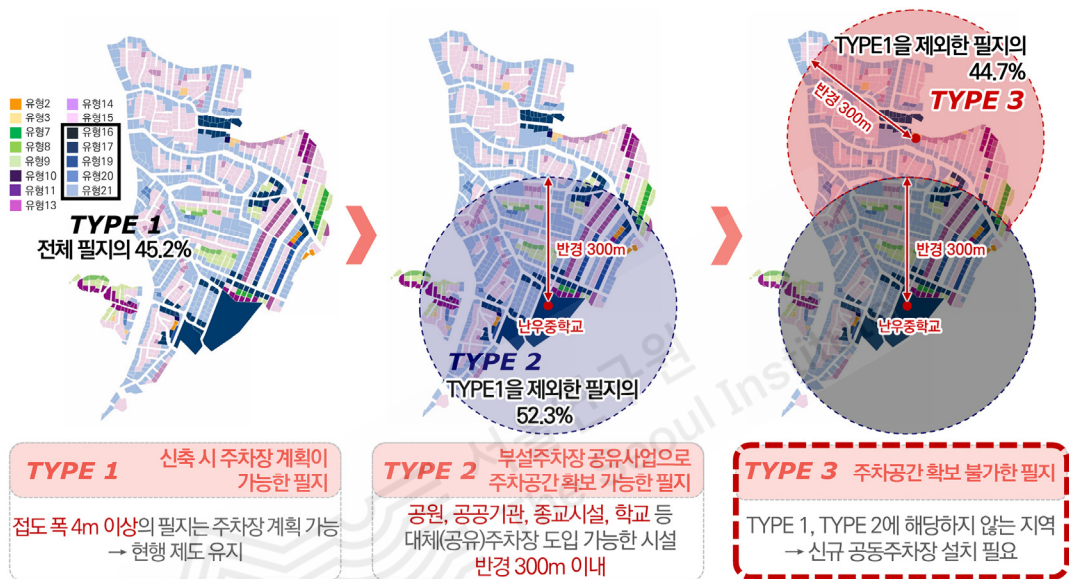 유형2
유형3
유형7
유형8
유형9
유형10
유형11
유형13
유형14
유형15
유형16
유형17
유형19
유형20
유형21
TYPE 1
전체 필지의 45.2%
반경 300m
난우중학교
TYPE 2
TYPE1을 제외한 필지의
52.3%
TYPE1을 제외한 필지의
44.7%
TYPE 3
반경 300m
반경 300m
난우중학교
TYPE 1
신축 시 주차장 계획이
가능한 필지
접도 폭 4m 이상의 필지는 주차장 계획 가능
→ 현행 제도 유지
TYPE 2
부설주차장 공유사업으로
주차공간 확보 가능한 필지
공원, 공공기관, 종교시설, 학교 등
대체(공유)주차장 도입 가능한 시설
반경 300m 이내
TYPE 3
주차공간 확보 불가한 필지
TYPE 1, TYPE 2에 해당하지 않는 지역
→ 신규 공동주차장 설치 필요